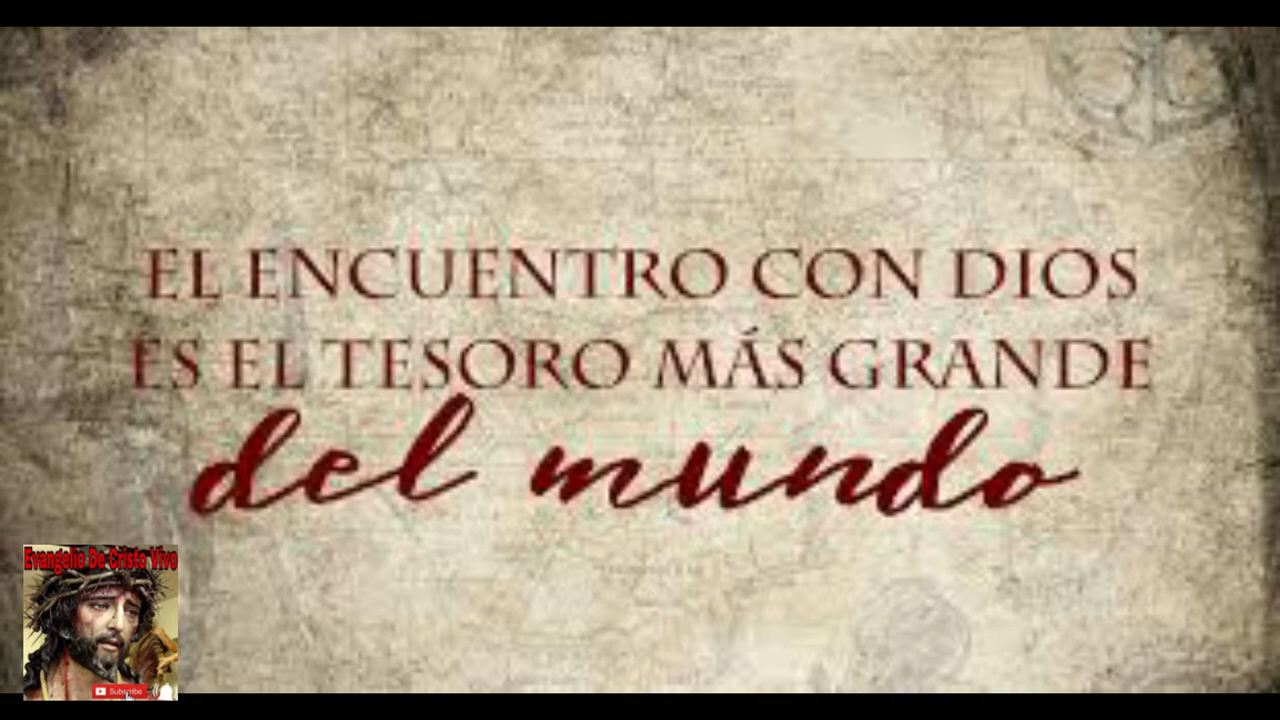 EL ENCUENTRO CON DIOS
ES EL TESORO MÁS GRANDE
del mundo
Evangelio De Cristo Vivo
Subscribe